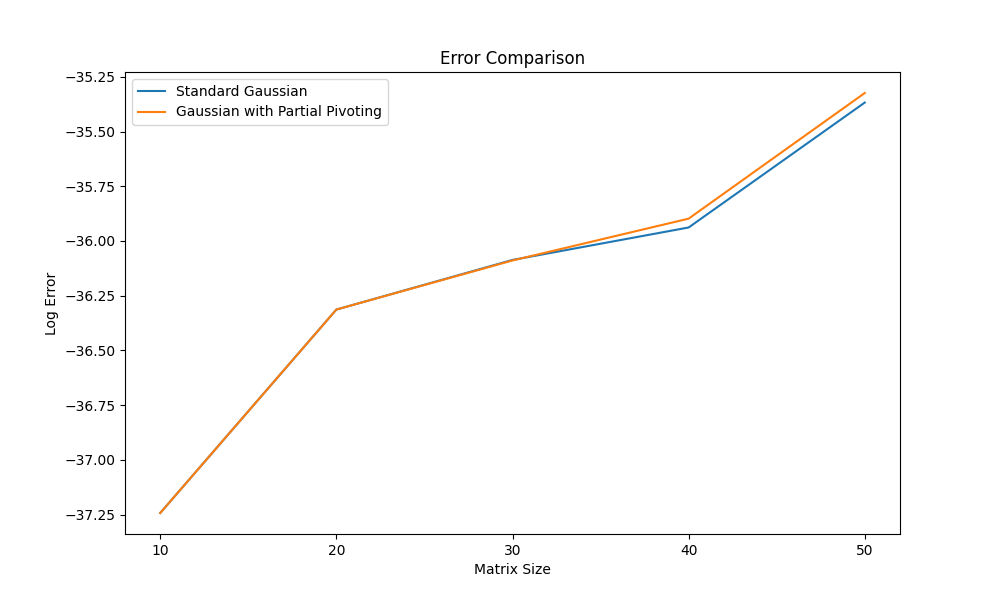 Error Comparison
Standard Gaussian
Gaussian with Partial Pivoting
−35.25
−35.50
−35.75
−36.00
−36.25
−36.50
−36.75
−37.00
−37.25
Log Error
10 20 30 40 50
Matrix Size